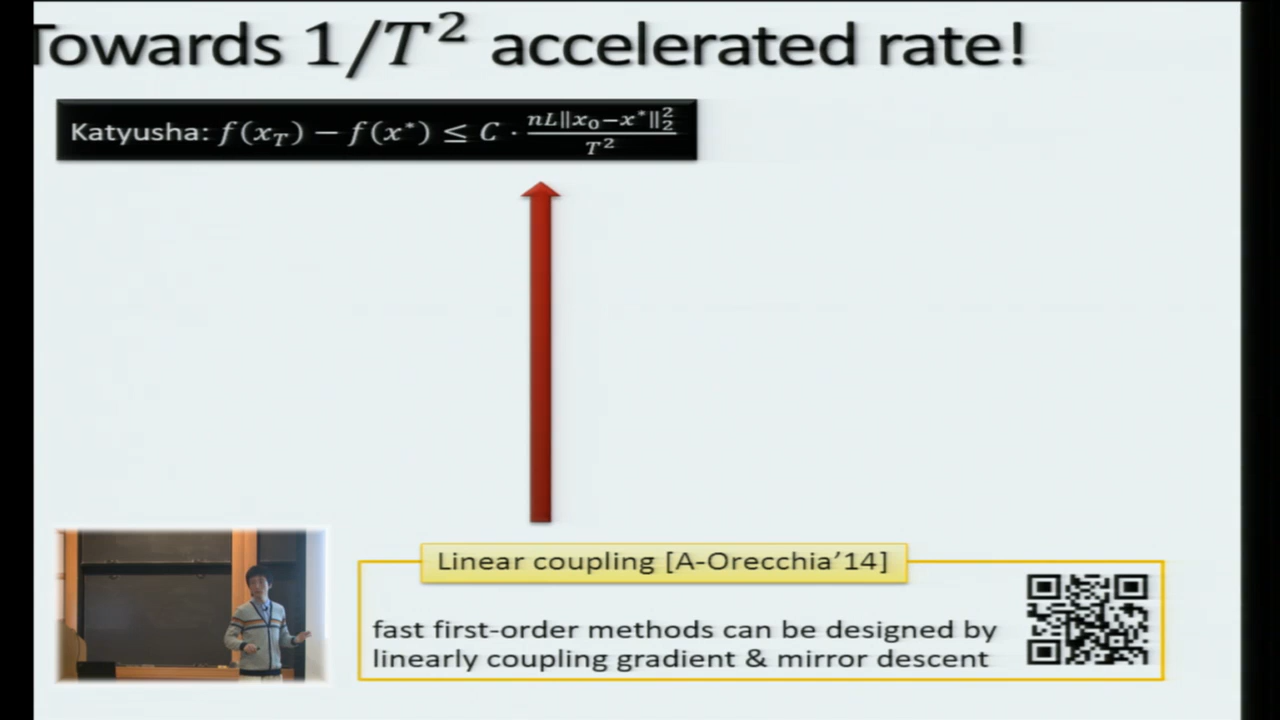 Towards 1/T² accelerated rate!
Katyusha: f(x_T) − f(x*) ≤ C · nL‖x₀−x*‖₂² / T²
Linear coupling [A-Orecchia'14]
fast first-order methods can be designed by
linearly coupling gradient & mirror descent